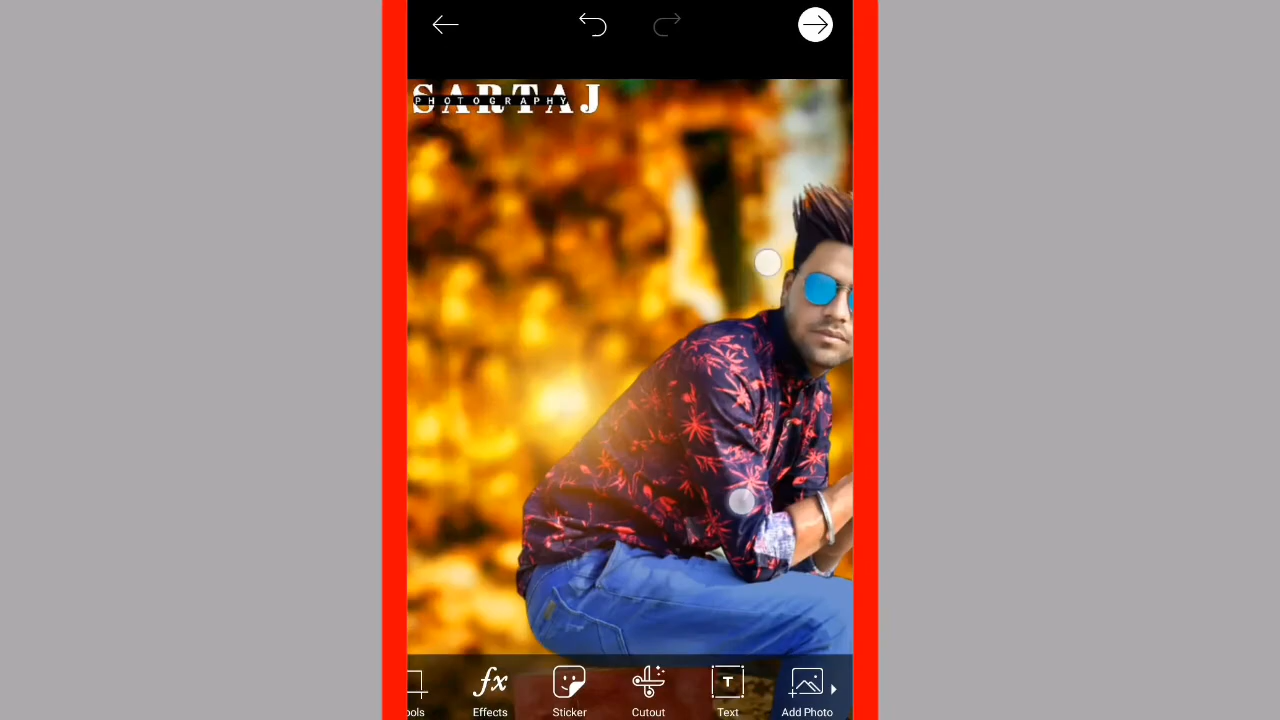 SARTAJ
PHOTOGRAPHY
ools
Effects
Sticker
Cutout
Text
Add Photo